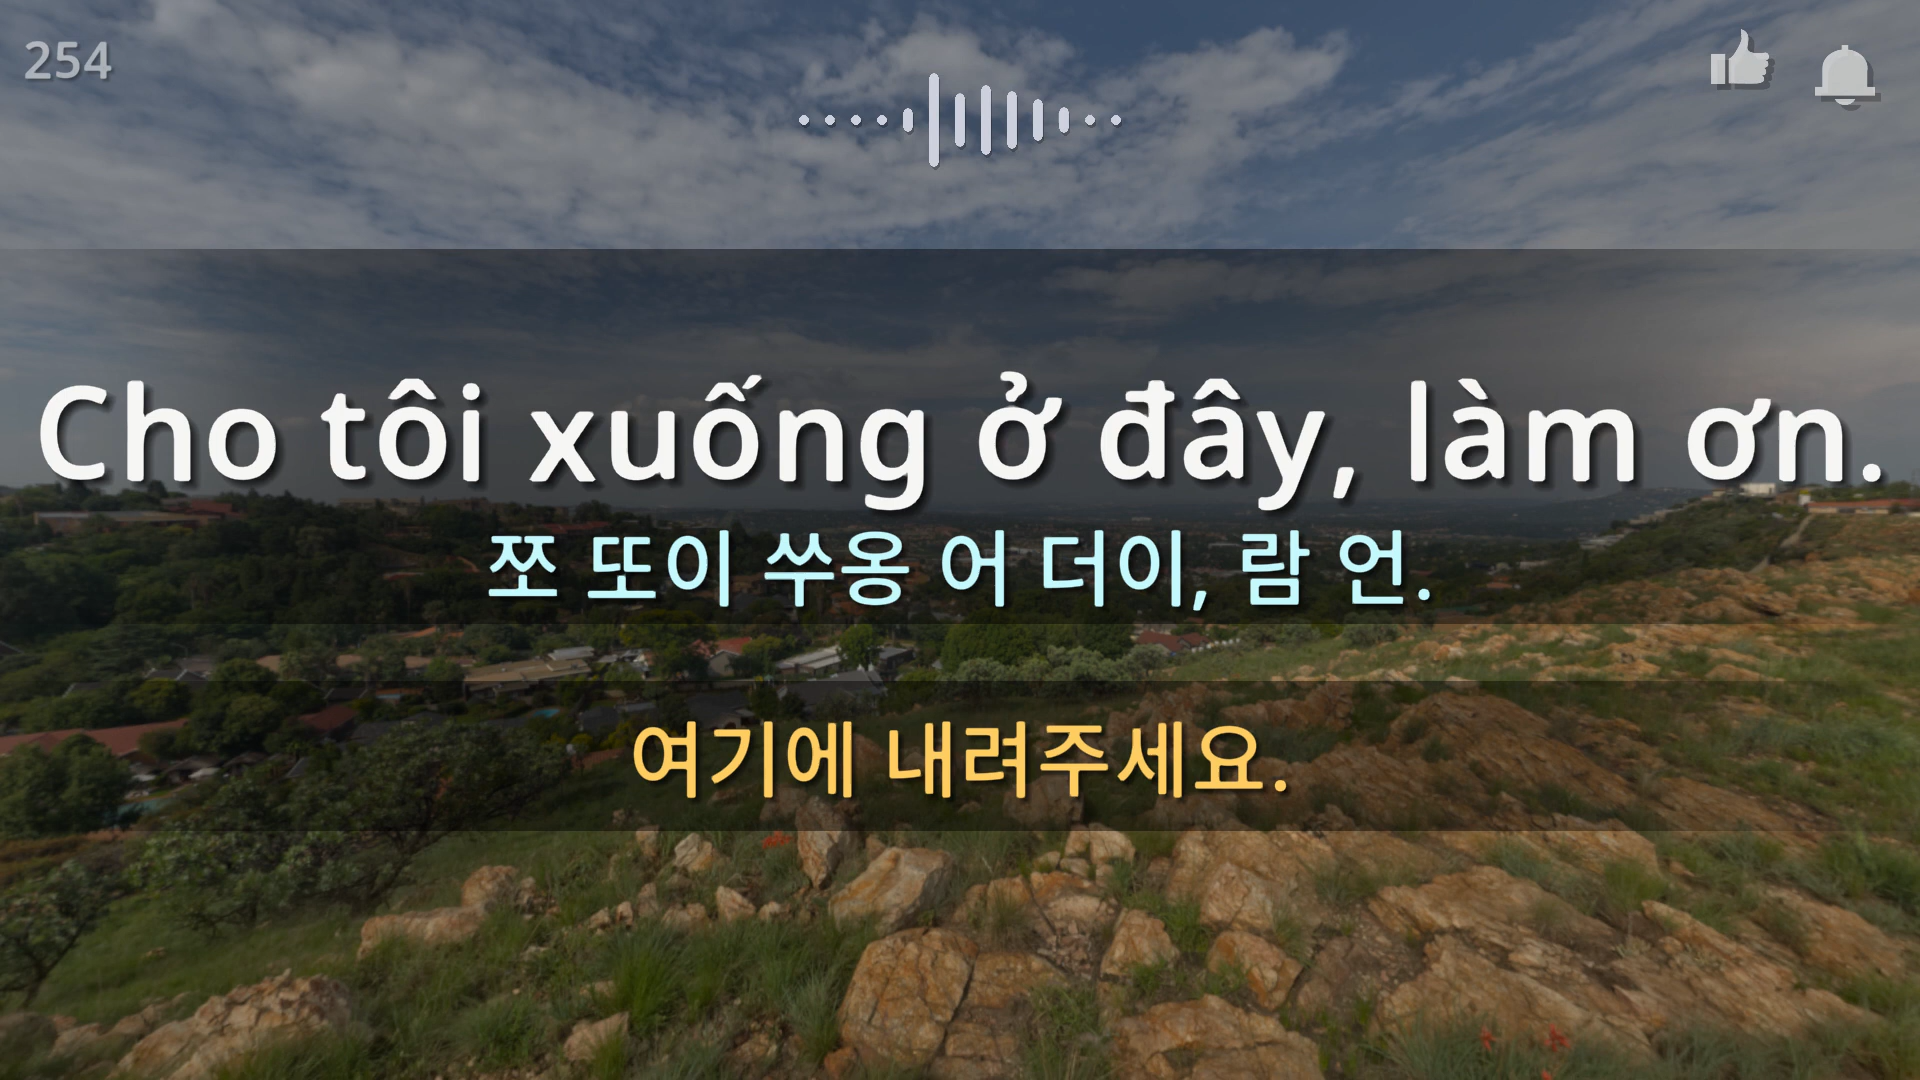 254
Cho tôi xuống ở đây, làm ơn.
쪼 또이 쑤옹 어 더이, 람 언.
여기에 내려주세요.